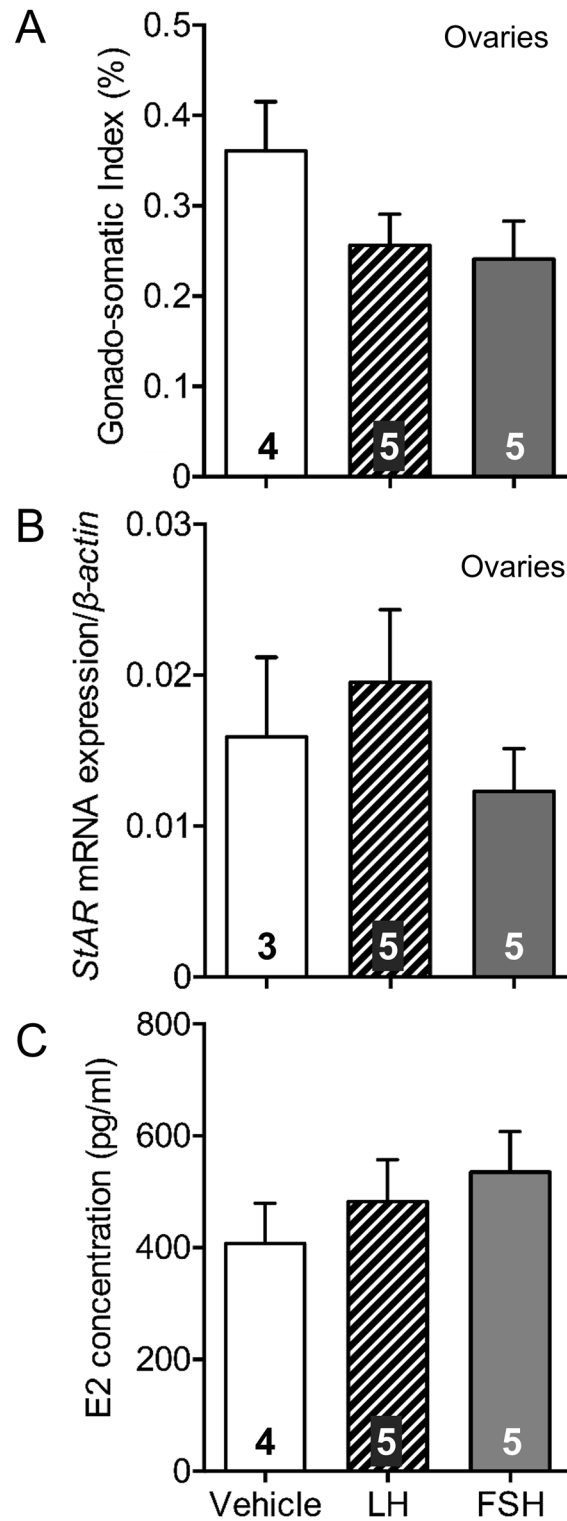 A
Ovaries
Gonado-somatic Index (%)
0.5
0.4
0.3
0.2
0.1
0
4
5
5
B
Ovaries
StAR mRNA expression/β-actin
0.03
0.02
0.01
0
3
5
5
C
E2 concentration (pg/ml)
800
600
400
200
0
4
5
5
Vehicle LH FSH